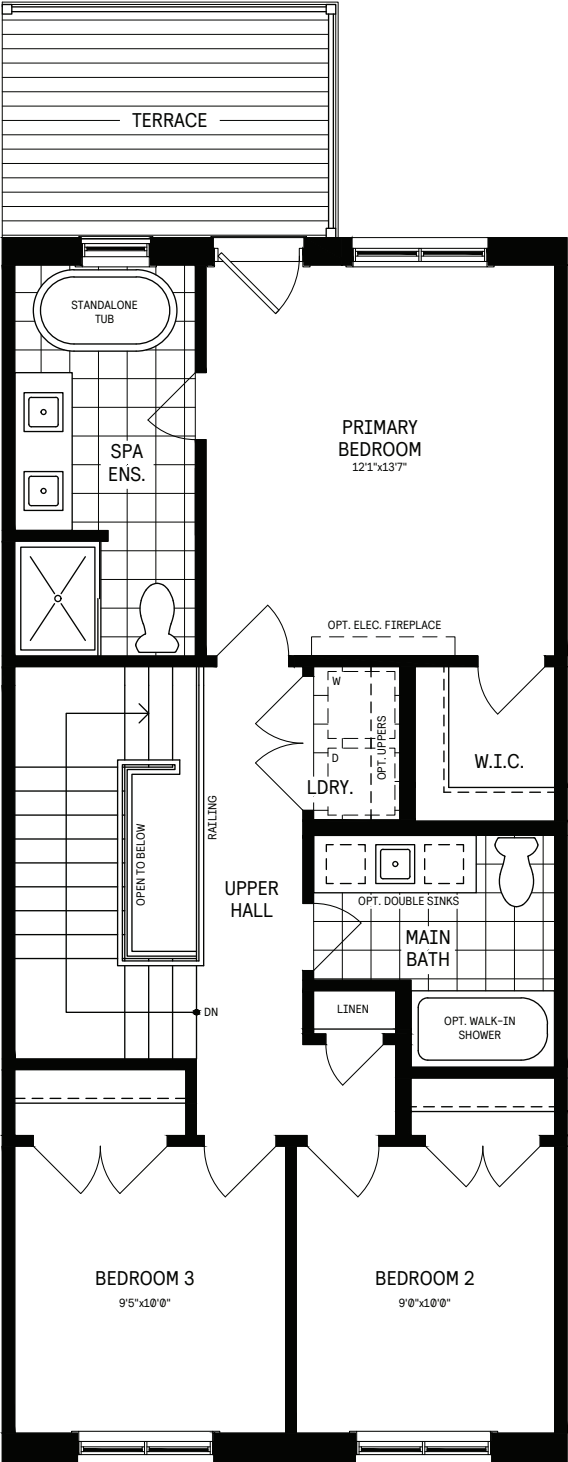 TERRACE
STANDALONE
TUB
PRIMARY
BEDROOM
12'1"x13'7"
SPA
ENS.
OPT. ELEC. FIREPLACE
W
D
OPT. UPPERS
LDRY.
W.I.C.
RAILING
OPEN TO BELOW
UPPER
HALL
OPT. DOUBLE SINKS
MAIN
BATH
DN
LINEN
OPT. WALK-IN
SHOWER
BEDROOM 3
9'5"x10'0"
BEDROOM 2
9'0"x10'0"